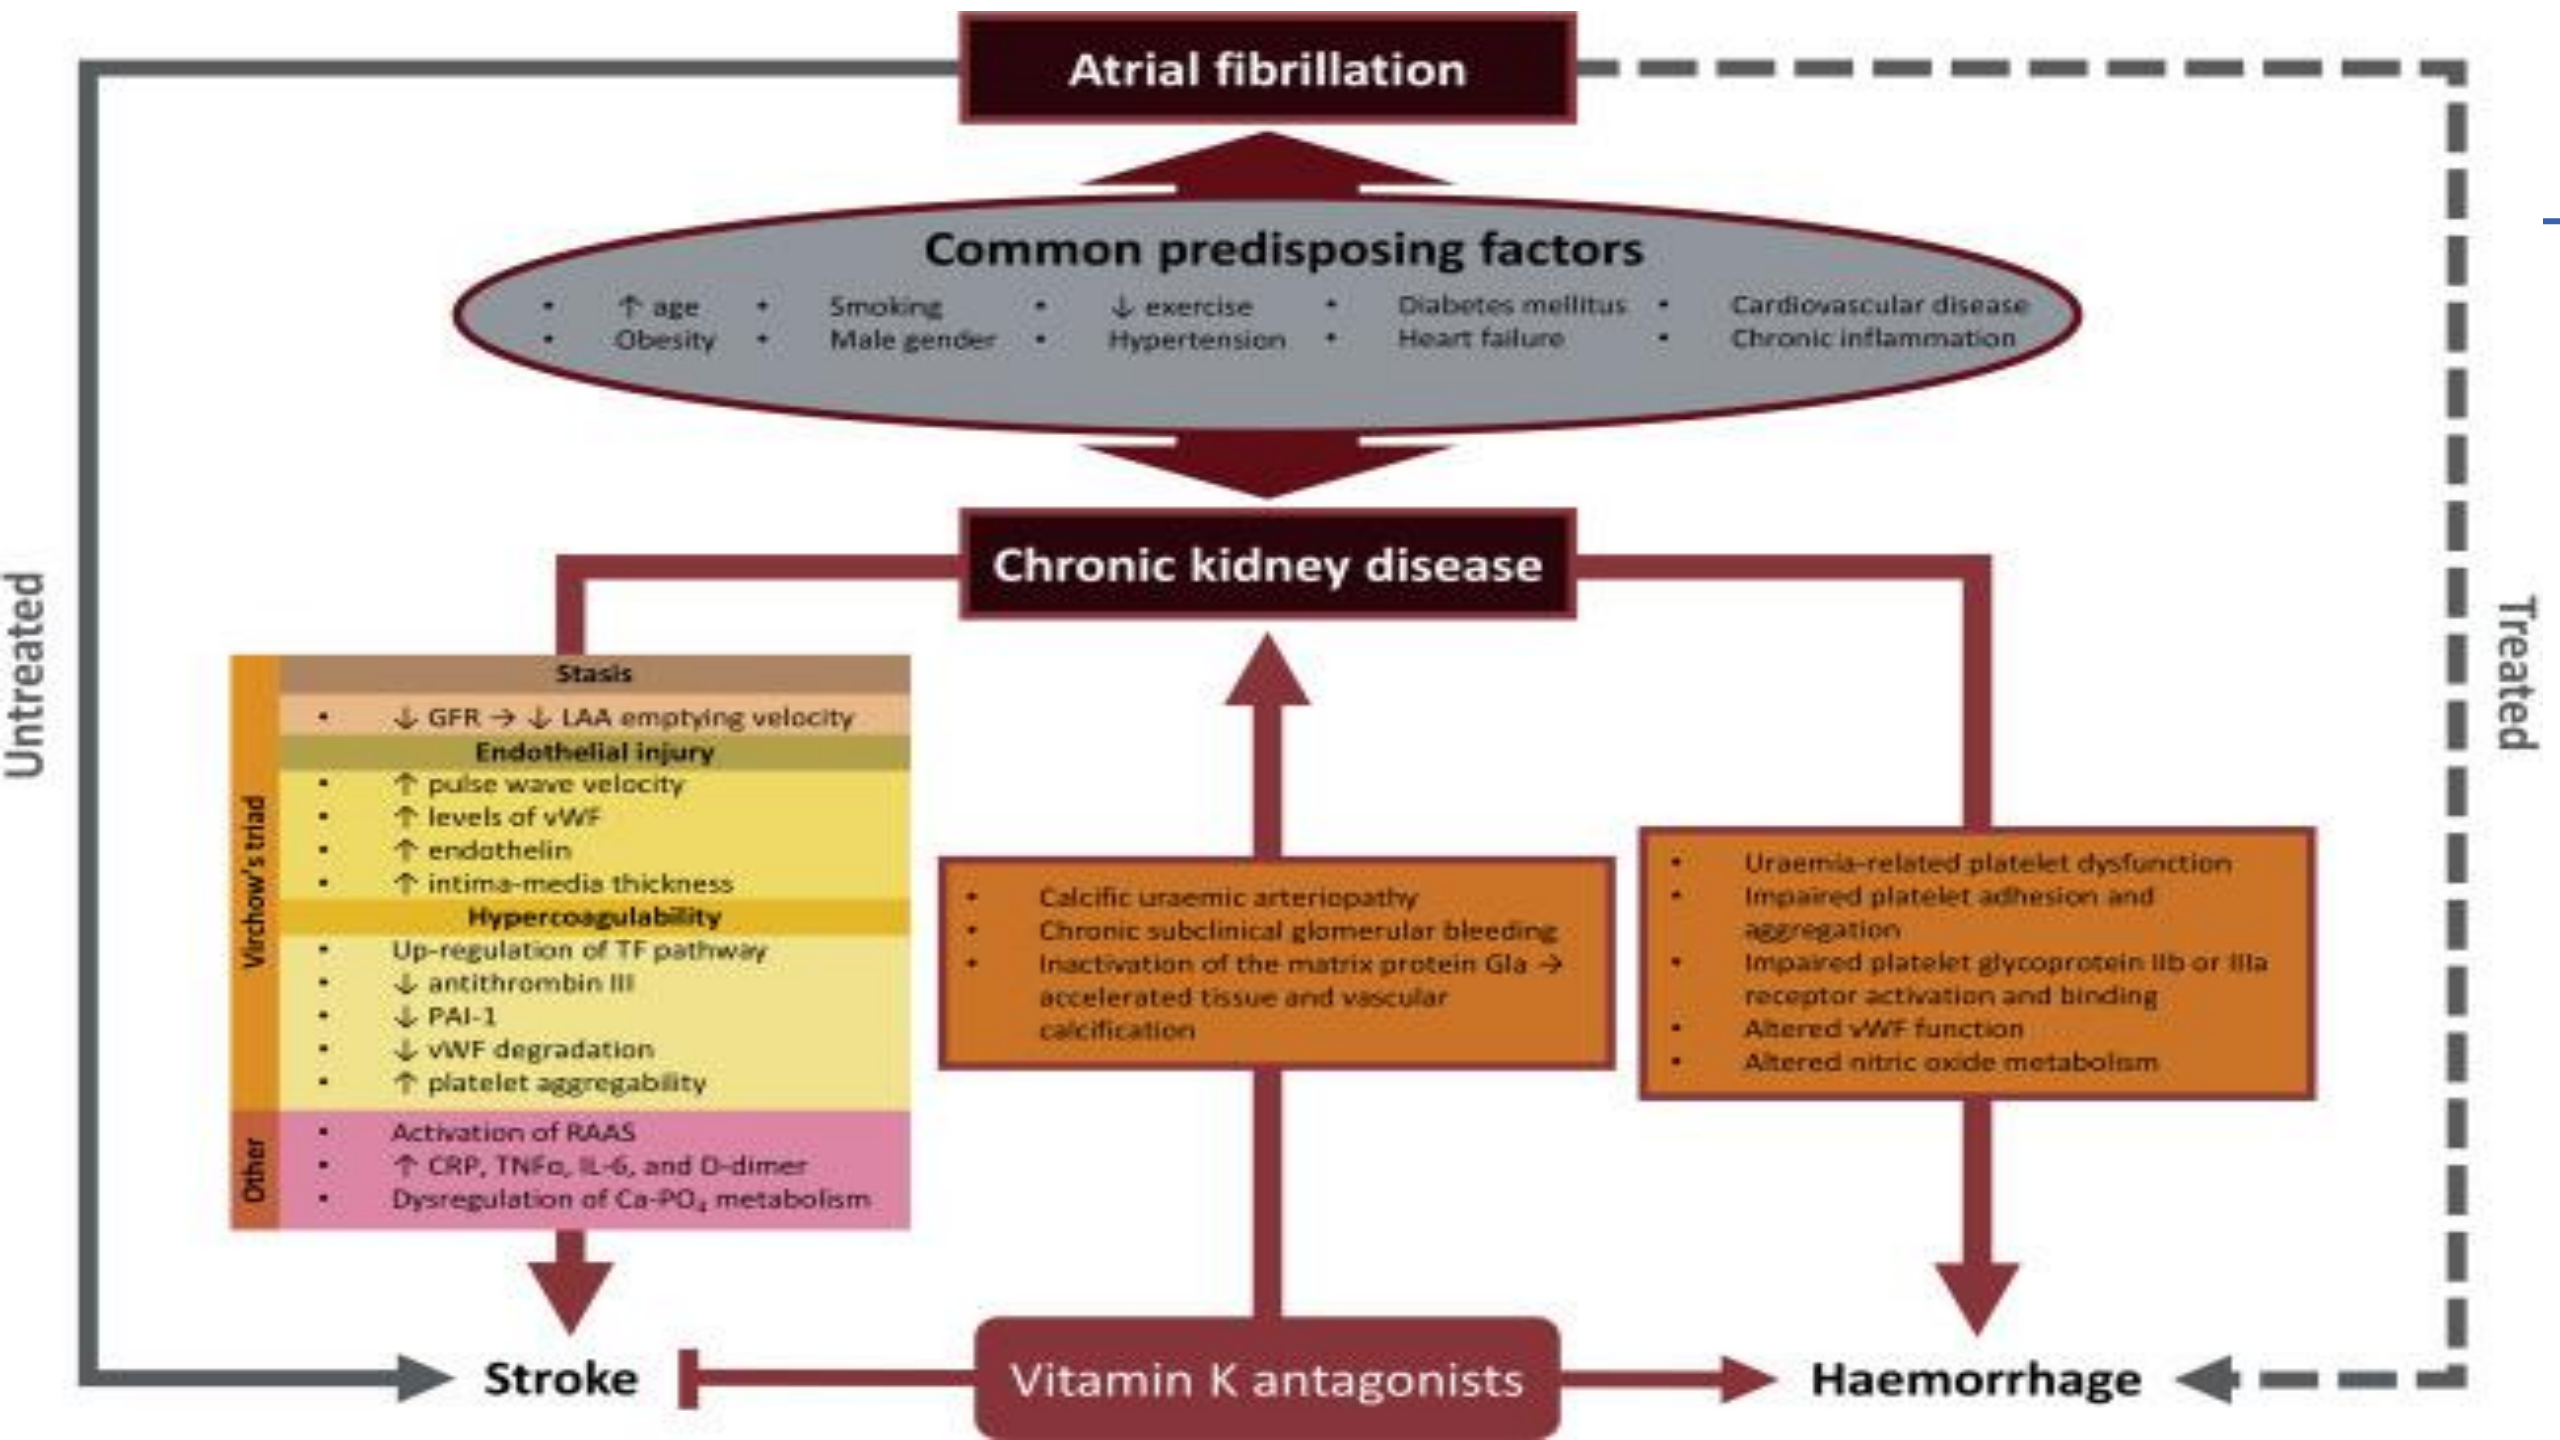 Atrial fibrillation
Common predisposing factors
• ↑ age • Smoking • ↓ exercise • Diabetes mellitus • Cardiovascular disease
• Obesity • Male gender • Hypertension • Heart failure • Chronic inflammation
Chronic kidney disease
Untreated
Treated
Virchow's triad
Stasis
• ↓ GFR → ↓ LAA emptying velocity
Endothelial injury
• ↑ pulse wave velocity
• ↑ levels of vWF
• ↑ endothelin
• ↑ intima-media thickness
Hypercoagulability
• Up-regulation of TF pathway
• ↓ antithrombin III
• ↓ PAI-1
• ↓ vWF degradation
• ↑ platelet aggregability
Other
• Activation of RAAS
• ↑ CRP, TNFα, IL-6, and D-dimer
• Dysregulation of Ca-PO₄ metabolism
• Calcific uraemic arteriopathy
• Chronic subclinical glomerular bleeding
• Inactivation of the matrix protein Gla →
accelerated tissue and vascular
calcification
• Uraemia-related platelet dysfunction
• Impaired platelet adhesion and
aggregation
• Impaired platelet glycoprotein IIb or IIIa
receptor activation and binding
• Altered vWF function
• Altered nitric oxide metabolism
Stroke
Vitamin K antagonists
Haemorrhage